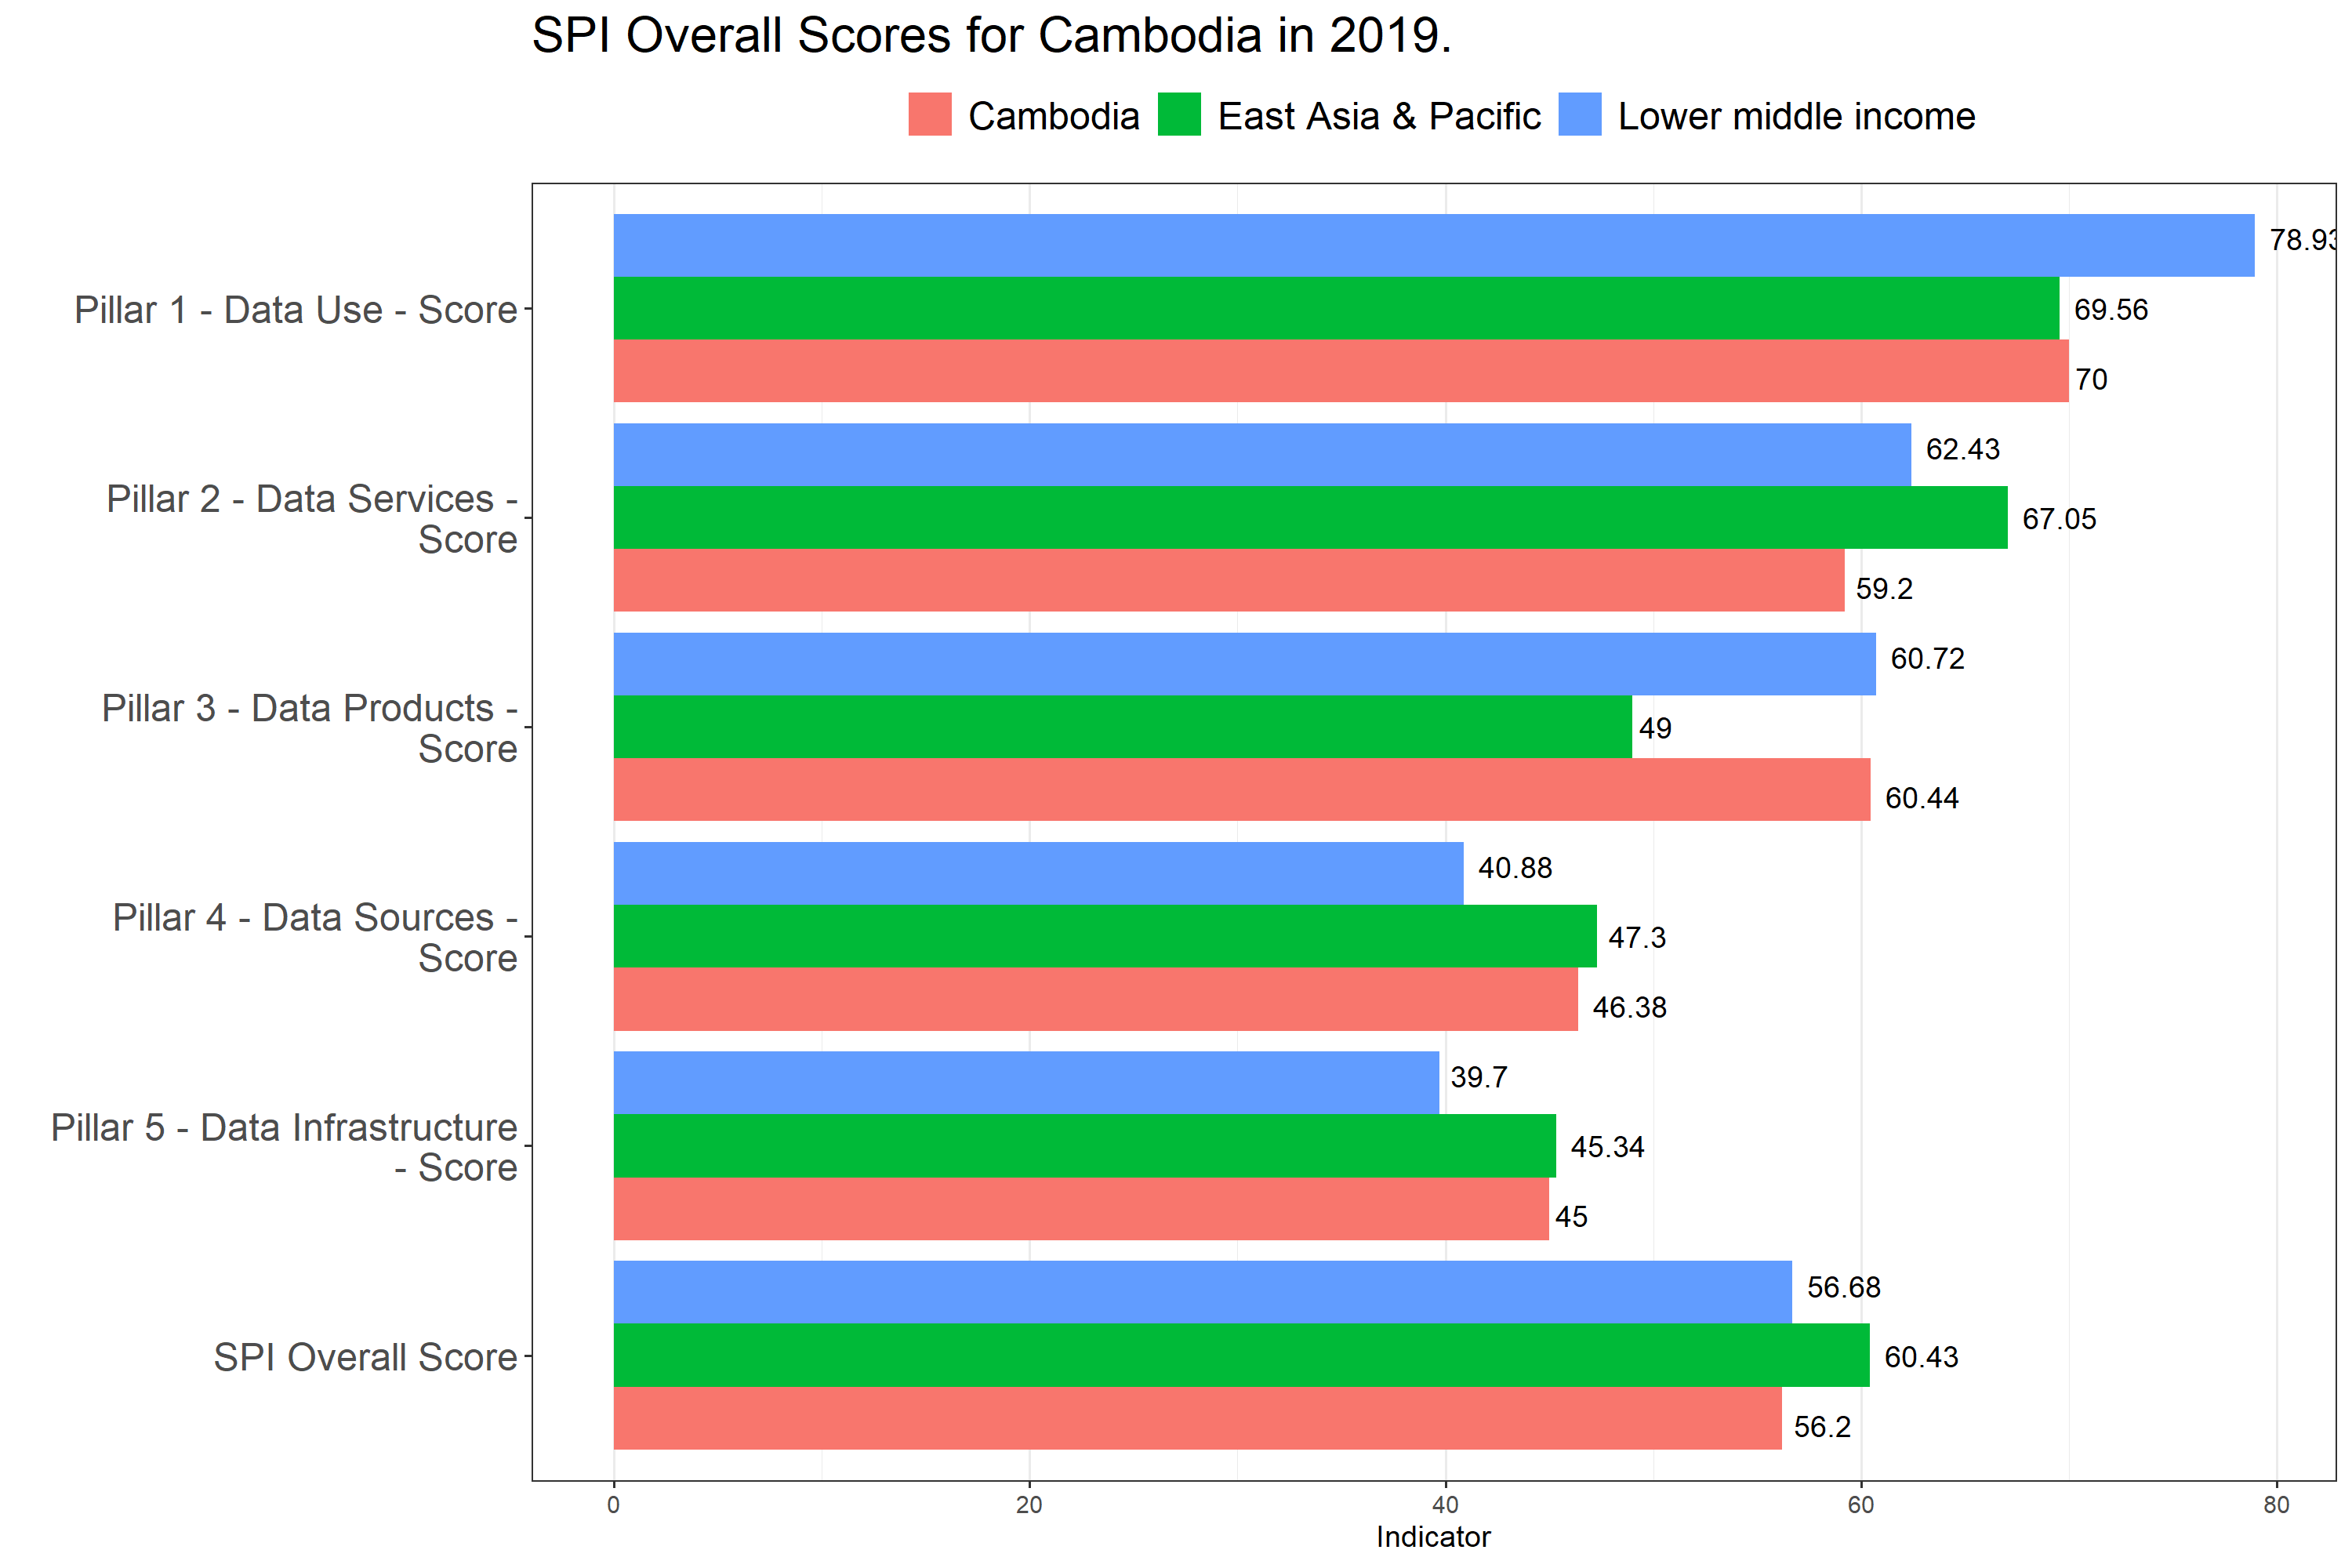 SPI Overall Scores for Cambodia in 2019.
Cambodia East Asia & Pacific Lower middle income
Pillar 1 - Data Use - Score
78.93
69.56
70
Pillar 2 - Data Services -
Score
62.43
67.05
59.2
Pillar 3 - Data Products -
Score
60.72
49
60.44
Pillar 4 - Data Sources -
Score
40.88
47.3
46.38
Pillar 5 - Data Infrastructure
- Score
39.7
45.34
45
SPI Overall Score
56.68
60.43
56.2
0 20 40 60 80
Indicator